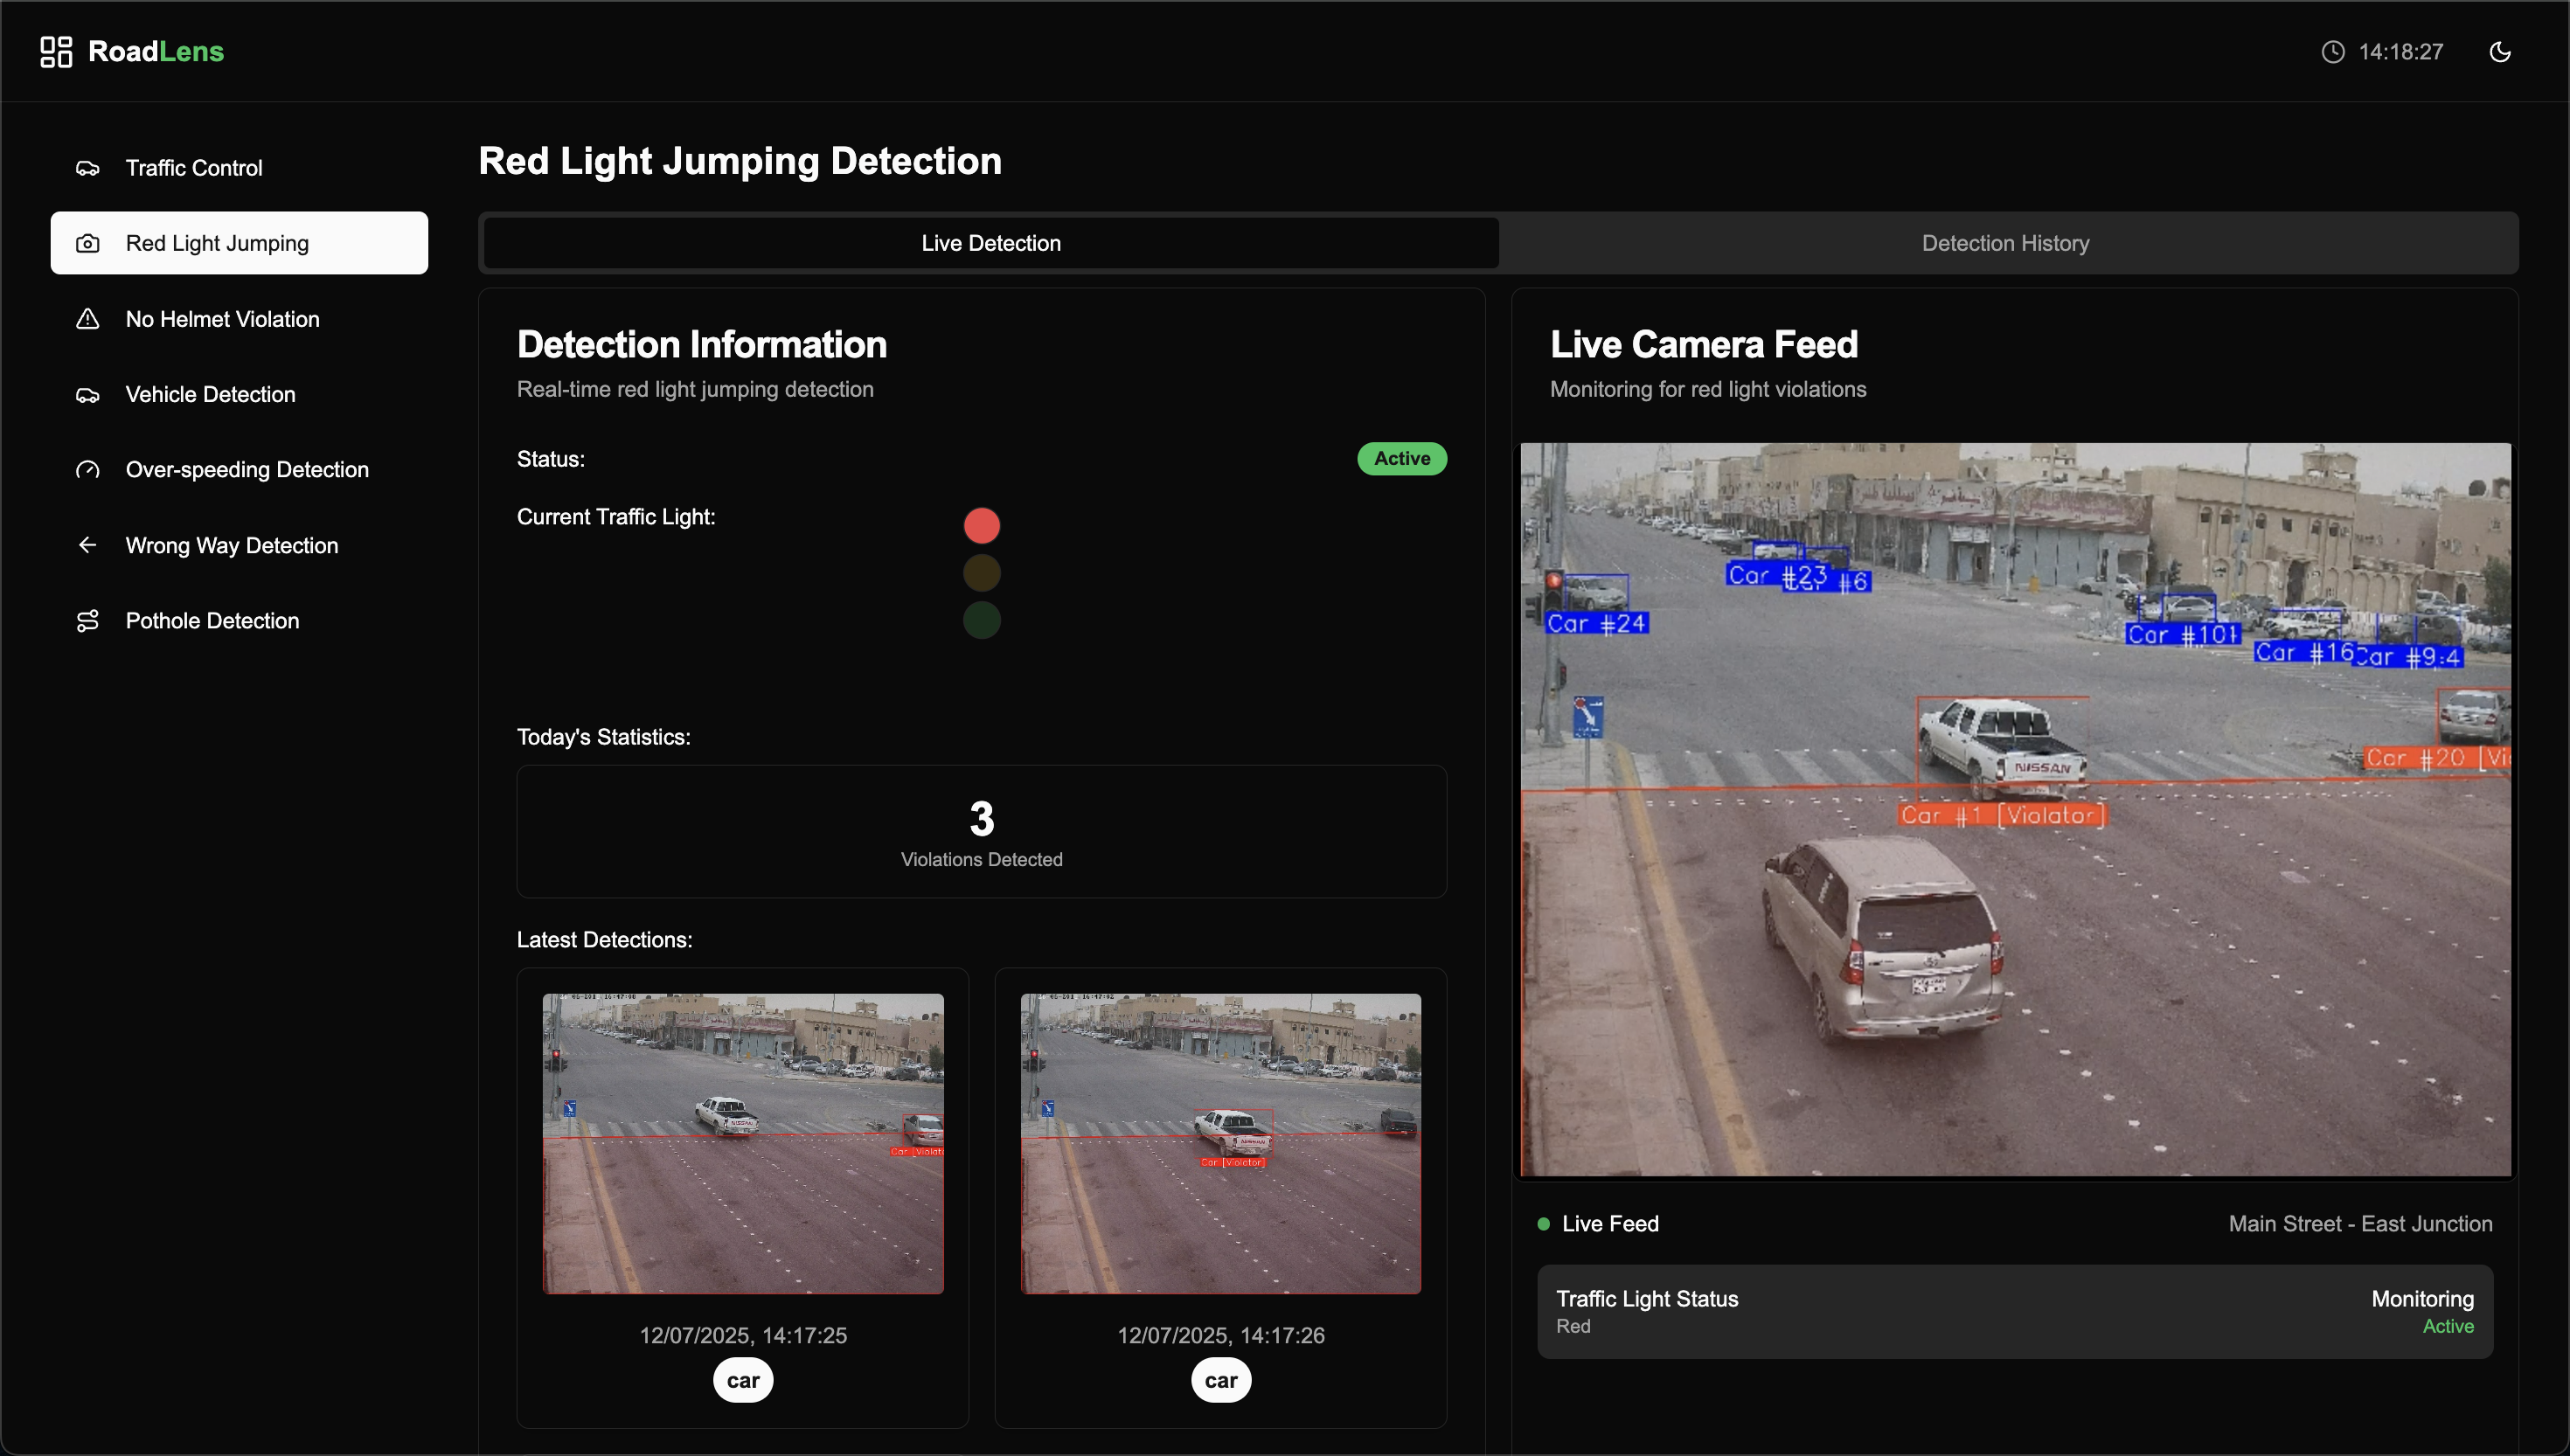 RoadLens
14:18:27
Traffic Control
Red Light Jumping
No Helmet Violation
Vehicle Detection
Over-speeding Detection
Wrong Way Detection
Pothole Detection
Red Light Jumping Detection
Live Detection
Detection History
Detection Information
Real-time red light jumping detection
Status:
Active
Current Traffic Light:
Today's Statistics:
3
Violations Detected
Latest Detections:
Car [Violato
12/07/2025, 14:17:25
car
Car [Violator]
12/07/2025, 14:17:26
car
Live Camera Feed
Monitoring for red light violations
Car #23
#6
Car #24
Car #101
Car #16
Car #9:4
NISSAN
Car #20 [Vi
Car #1 [Violator]
Live Feed
Main Street - East Junction
Traffic Light Status
Monitoring
Red
Active